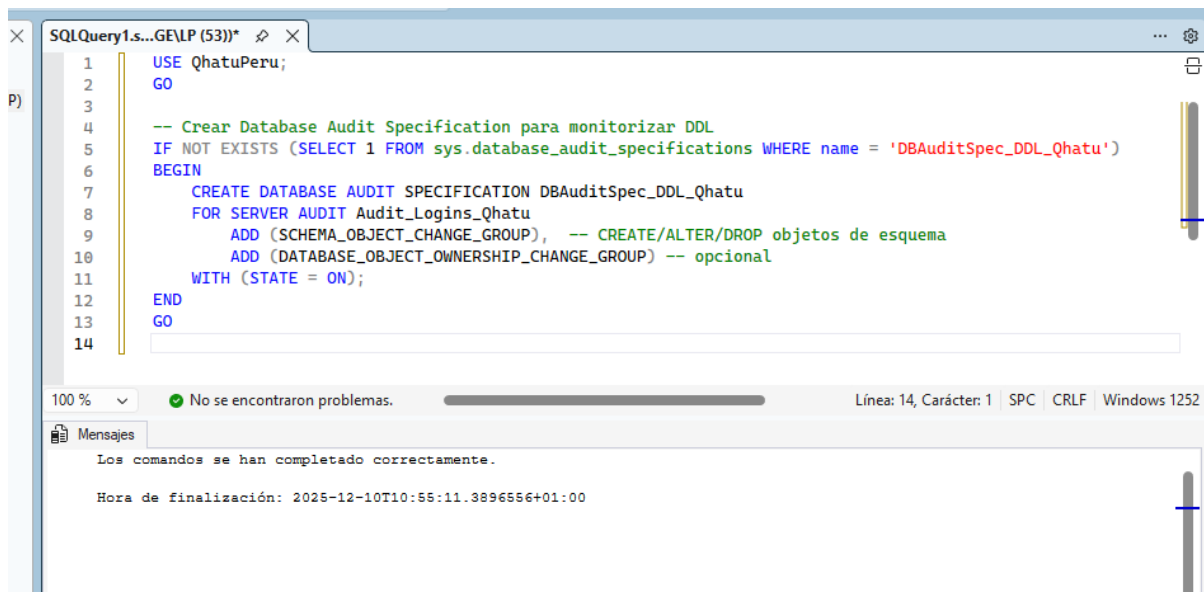 SQLQuery1.s...GE\LP (53))*
P)
1 USE QhatuPeru;
2 GO
3
4 -- Crear Database Audit Specification para monitorizar DDL
5 IF NOT EXISTS (SELECT 1 FROM sys.database_audit_specifications WHERE name = 'DBAuditSpec_DDL_Qhatu')
6 BEGIN
7 CREATE DATABASE AUDIT SPECIFICATION DBAuditSpec_DDL_Qhatu
8 FOR SERVER AUDIT Audit_Logins_Qhatu
9 ADD (SCHEMA_OBJECT_CHANGE_GROUP),  -- CREATE/ALTER/DROP objetos de esquema
10 ADD (DATABASE_OBJECT_OWNERSHIP_CHANGE_GROUP) -- opcional
11 WITH (STATE = ON);
12 END
13 GO
14
100 % No se encontraron problemas. Línea: 14, Carácter: 1 SPC CRLF Windows 1252
Mensajes
Los comandos se han completado correctamente.
Hora de finalización: 2025-12-10T10:55:11.3896556+01:00